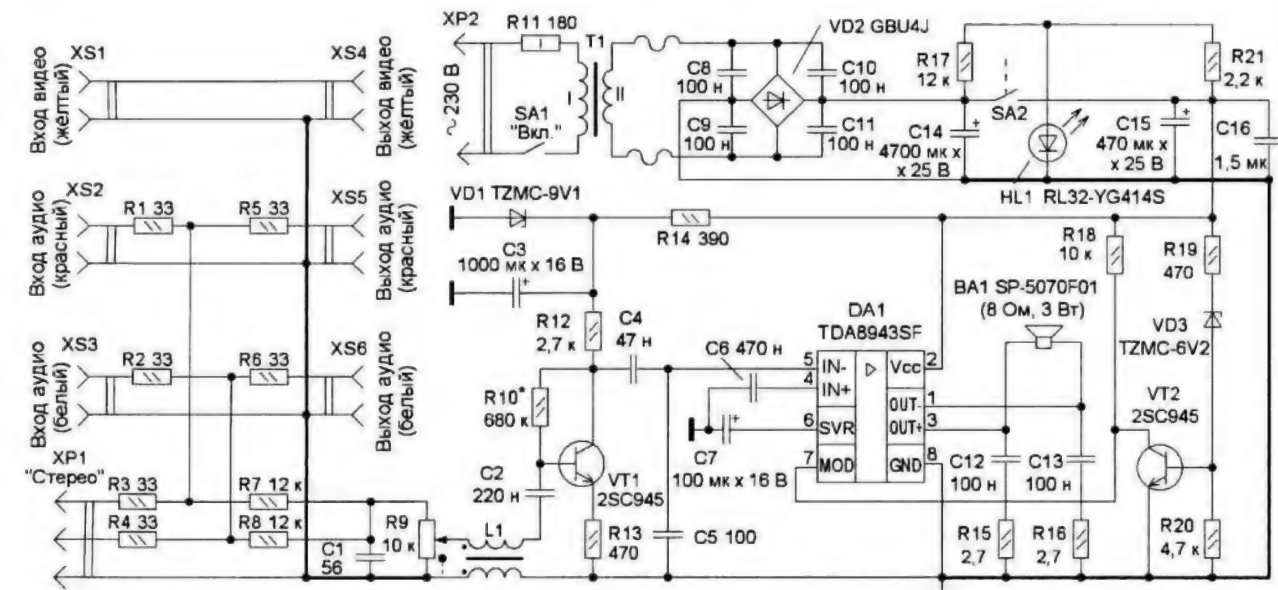 XS1
XS4
Вход видео
(жёлтый)
Выход видео
(жёлтый)
XS2
XS5
Вход аудио
(красный)
R1 33
R5 33
Выход аудио
(красный)
XS3
XS6
Вход аудио
(белый)
R2 33
R6 33
Выход аудио
(белый)
XP1
"Стерео"
R3 33
R7 12 к
R4 33
R8 12 к
C1
56
R9
10 к
L1
XP2
R11 180
T1
~230 В
SA1
"Вкл."
I
II
VD2 GBU4J
C8
100 н
C10
100 н
C9
100 н
C11
100 н
R17
12 к
SA2
R21
2,2 к
C14
4700 мк х
х 25 В
C15
470 мк х
х 25 В
C16
1,5 мк
HL1 RL32-YG414S
VD1 TZMC-9V1
R14 390
C3
1000 мк х 16 В
R12
2,7 к
C4
47 н
R10*
680 к
C2
220 н
VT1
2SC945
R13
470
C5 100
C6 470 н
C7
100 мк х 16 В
DA1
TDA8943SF
5
IN-
4
IN+
6
SVR
7
MOD
Vcc
2
OUT-
1
OUT+
3
GND
8
BA1 SP-5070F01
(8 Ом, 3 Вт)
R18
10 к
R19
470
VD3
TZMC-6V2
VT2
2SC945
C12
100 н
C13
100 н
R15
2,7
R16
2,7
R20
4,7 к